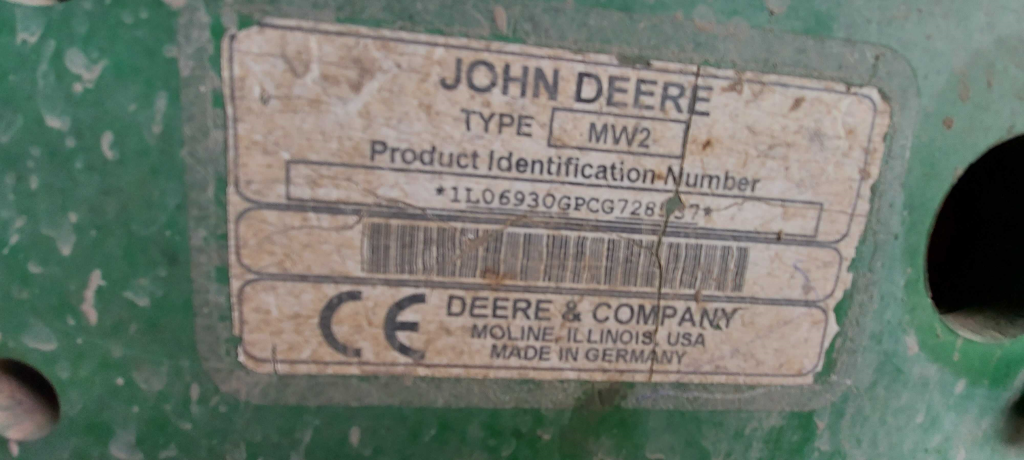 JOHN DEERE
TYPE MW2
Product Identification Number
CE DEERE & COMPANY
MOLINE, ILLINOIS, USA
MADE IN GERMANY